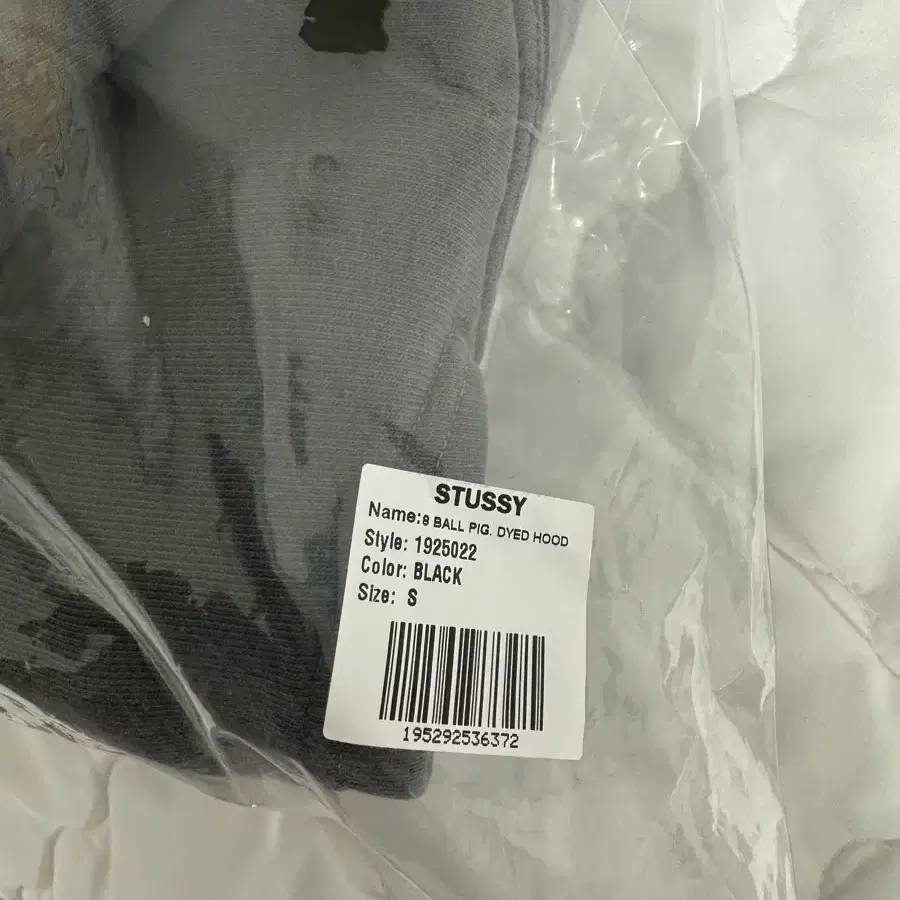 STUSSY
Name:8 BALL PIG. DYED HOOD
Style: 1925022
Color: BLACK
Size: S
195292536372